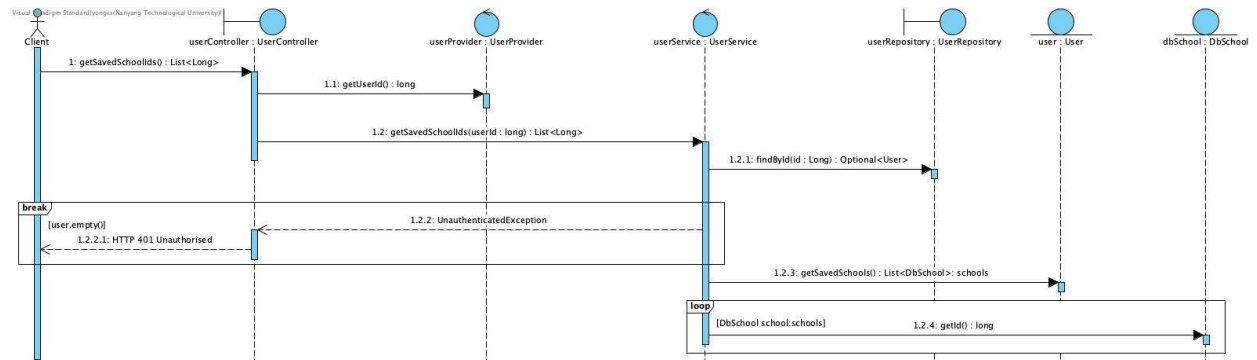 Visual Paradigm Standard(yongcs(Nanyang Technological University))
Client
userController : UserController
userProvider : UserProvider
userService : UserService
userRepository : UserRepository
user : User
dbSchool : DbSchool
1: getSavedSchoolIds() : List<Long>
1.1: getUserId() : long
1.2: getSavedSchoolIds(userId : long) : List<Long>
1.2.1: findById(id : Long) : Optional<User>
break
[user.empty()]
1.2.2: UnauthenticatedException
1.2.2.1: HTTP 401 Unauthorised
1.2.3: getSavedSchools() : List<DbSchool>: schools
loop
[DbSchool school:schools]
1.2.4: getId() : long